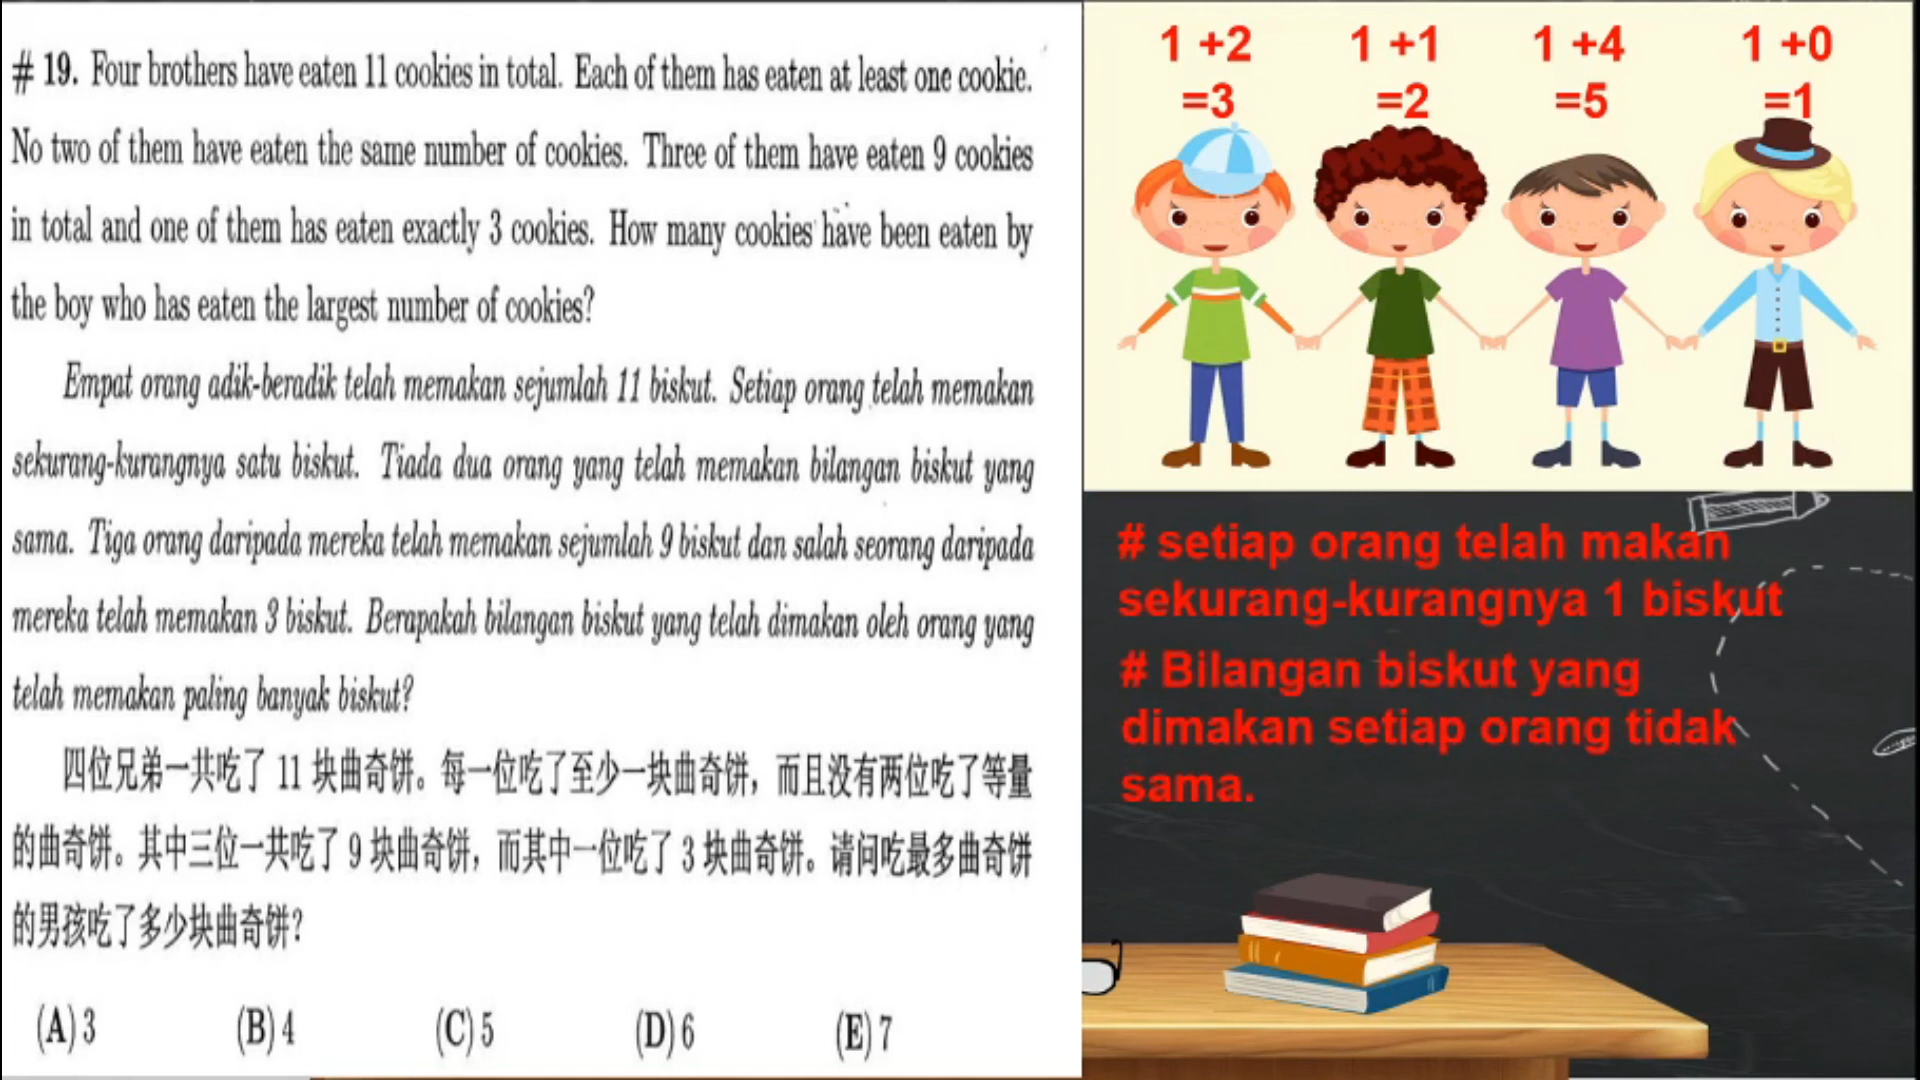 # 19. Four brothers have eaten 11 cookies in total. Each of them has eaten at least one cookie.
No two of them have eaten the same number of cookies. Three of them have eaten 9 cookies
in total and one of them has eaten exactly 3 cookies. How many cookies have been eaten by
the boy who has eaten the largest number of cookies?
Empat orang adik-beradik telah memakan sejumlah 11 biskut. Setiap orang telah memakan
sekurang-kurangnya satu biskut. Tiada dua orang yang telah memakan bilangan biskut yang
sama. Tiga orang daripada mereka telah memakan sejumlah 9 biskut dan salah seorang daripada
mereka telah memakan 3 biskut. Berapakah bilangan biskut yang telah dimakan oleh orang yang
telah memakan paling banyak biskut?
四位兄弟一共吃了 11 块曲奇饼。每一位吃了至少一块曲奇饼，而且没有两位吃了等量
的曲奇饼。其中三位一共吃了 9 块曲奇饼，而其中一位吃了 3 块曲奇饼。请问吃最多曲奇饼
的男孩吃了多少块曲奇饼？
(A) 3 (B) 4 (C) 5 (D) 6 (E) 7
1 +2 1 +1 1 +4 1 +0
=3 =2 =5 =1
# setiap orang telah makan
sekurang-kurangnya 1 biskut
# Bilangan biskut yang
dimakan setiap orang tidak
sama.